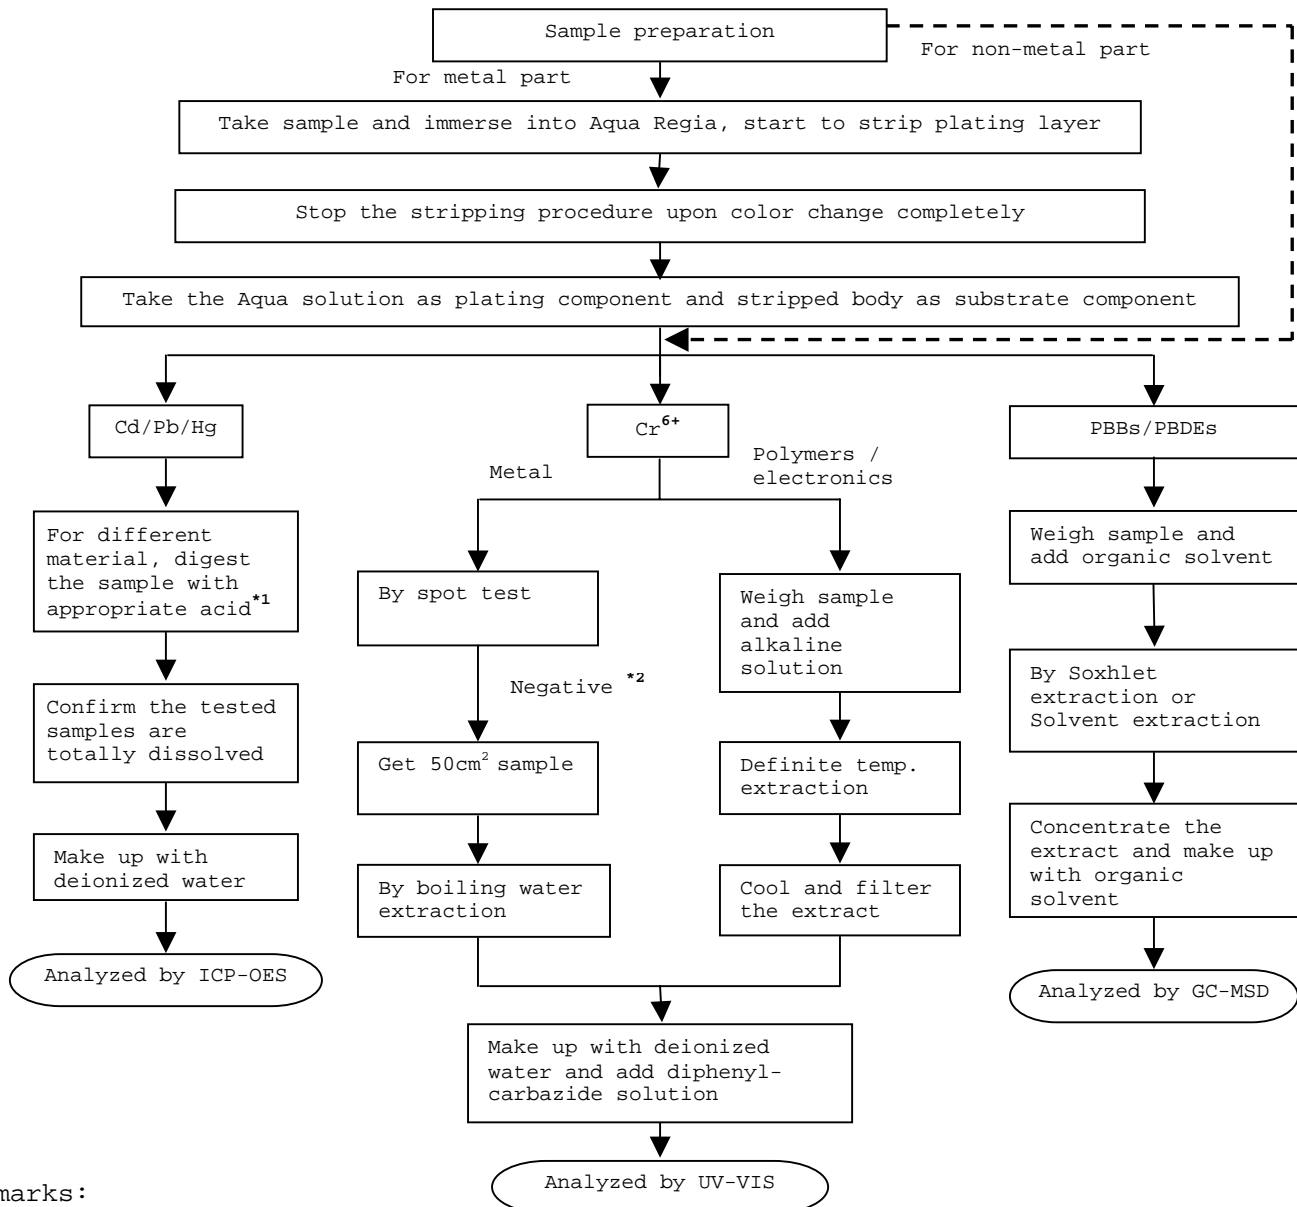 Sample preparation
For non-metal part
For metal part
Take sample and immerse into Aqua Regia, start to strip plating layer
Stop the stripping procedure upon color change completely
Take the Aqua solution as plating component and stripped body as substrate component
Cd/Pb/Hg
Cr6+
PBBs/PBDEs
Metal
Polymers /
electronics
For different
material, digest
the sample with
appropriate acid*1
By spot test
Weigh sample
and add
alkaline
solution
Weigh sample and
add organic solvent
Negative *2
Confirm the tested
samples are
totally dissolved
Get 50cm2 sample
Definite temp.
extraction
By Soxhlet
extraction or
Solvent extraction
Make up with
deionized water
By boiling water
extraction
Cool and filter
the extract
Concentrate the
extract and make up
with organic
solvent
Analyzed by ICP-OES
Analyzed by GC-MSD
Make up with deionized
water and add diphenyl-
carbazide solution
Analyzed by UV-VIS
marks: